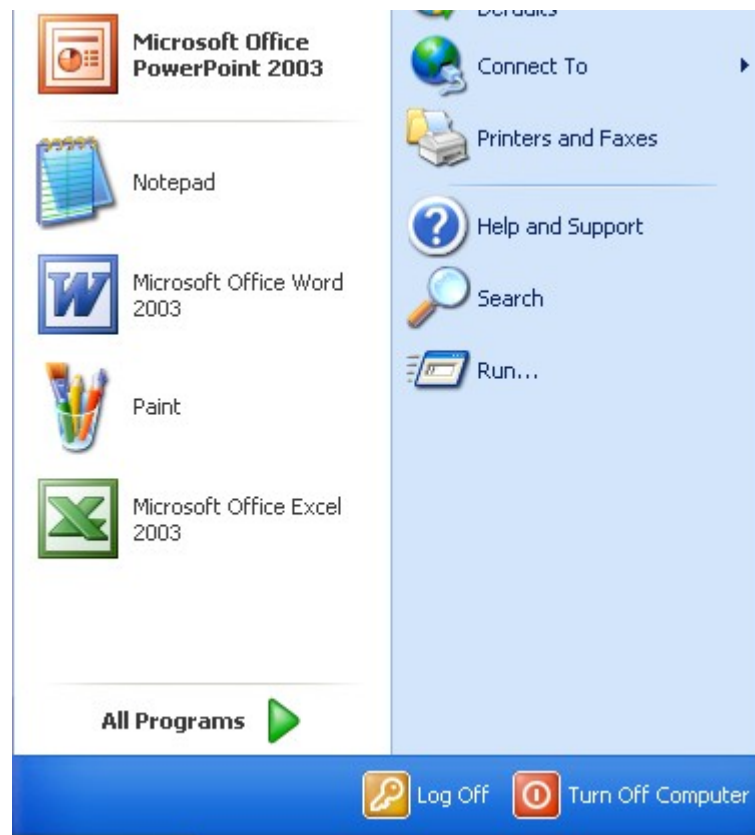 Microsoft Office
PowerPoint 2003
Notepad
Microsoft Office Word
2003
Paint
Microsoft Office Excel
2003
All Programs
Defaults
Connect To
Printers and Faxes
Help and Support
Search
Run...
Log Off
Turn Off Computer